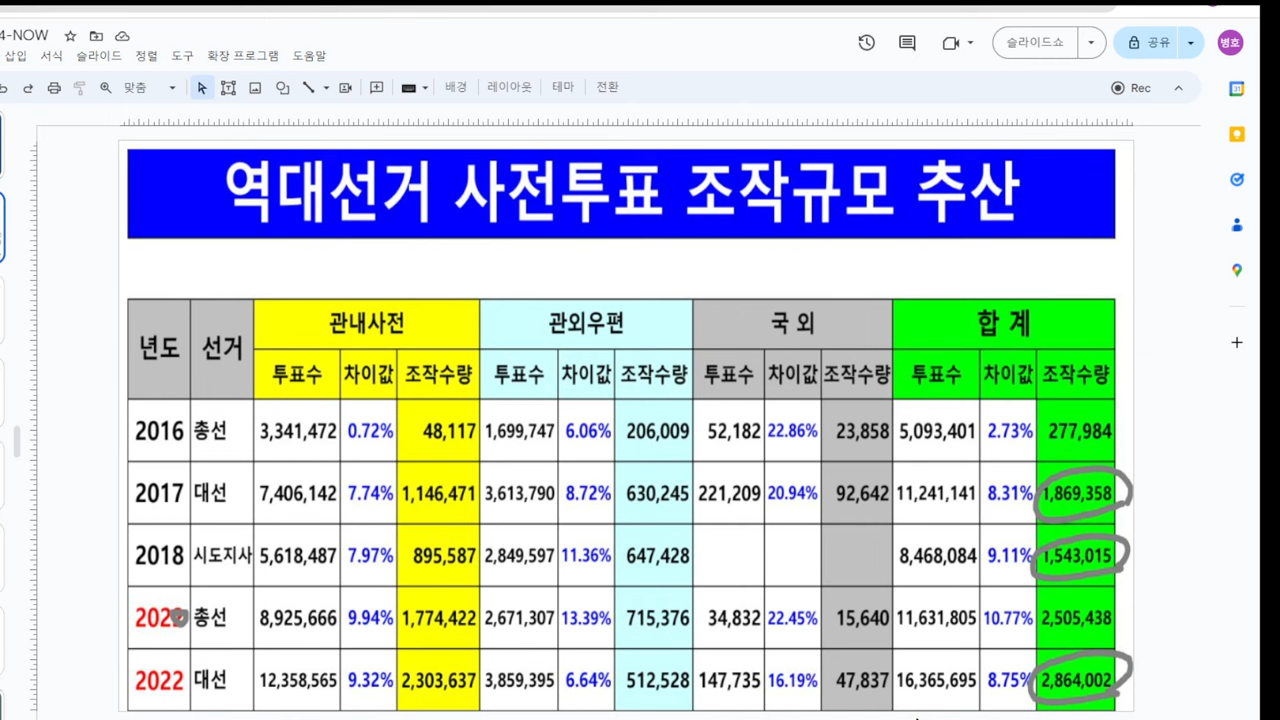 4-NOW
삽입 서식 슬라이드 정렬 도구 확장 프로그램 도움말
슬라이드쇼
공유
병호
맞춤
배경 레이아웃 테마 전환
Rec
31
역대선거 사전투표 조작규모 추산
년도 선거 관내사전 관외우편 국 외 합 계
투표수 차이값 조작수량 투표수 차이값 조작수량 투표수 차이값 조작수량 투표수 차이값 조작수량
2016 총선 3,341,472 0.72% 48,117 1,699,747 6.06% 206,009 52,182 22.86% 23,858 5,093,401 2.73% 277,984
2017 대선 7,406,142 7.74% 1,146,471 3,613,790 8.72% 630,245 221,209 20.94% 92,642 11,241,141 8.31% 1,869,358
2018 시도지사 5,618,487 7.97% 895,587 2,849,597 11.36% 647,428 8,468,084 9.11% 1,543,015
총선 8,925,666 9.94% 1,774,422 2,671,307 13.39% 715,376 34,832 22.45% 15,640 11,631,805 10.77% 2,505,438
2022 대선 12,358,565 9.32% 2,303,637 3,859,395 6.64% 512,528 147,735 16.19% 47,837 16,365,695 8.75% 2,864,002